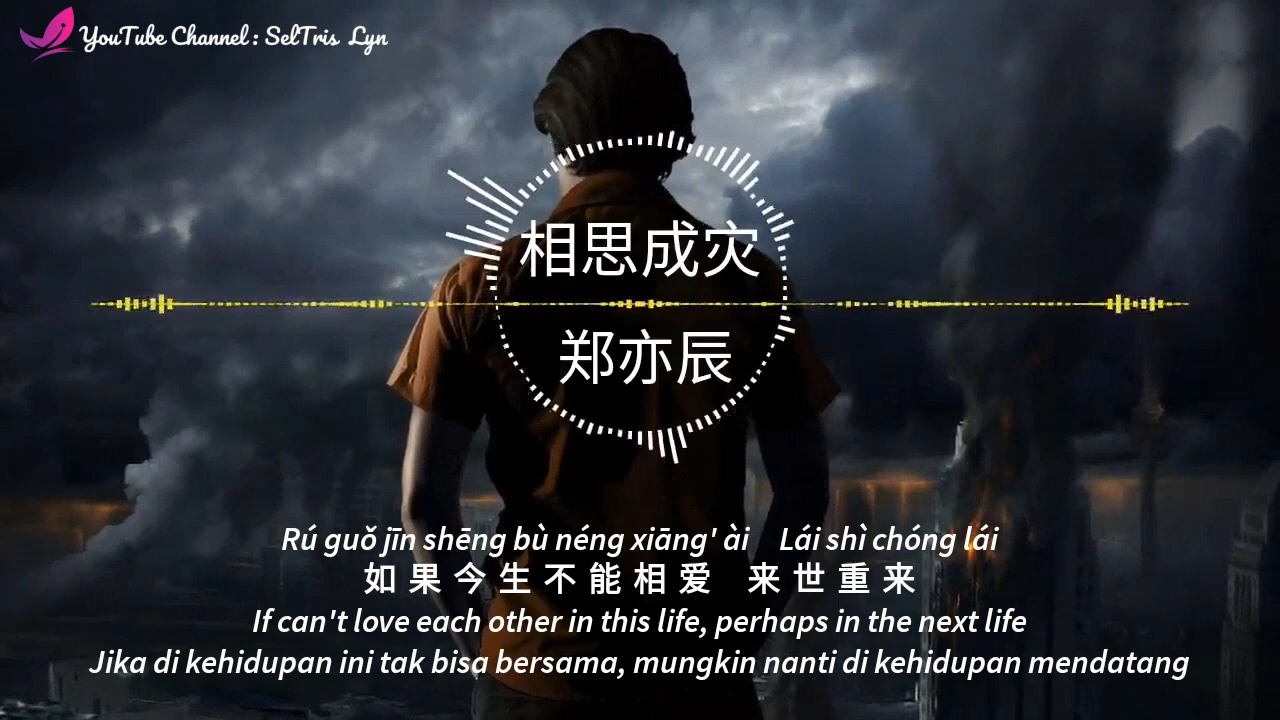 YouTube Channel : SelTris Lyn
相思成灾
郑亦辰
Rú guǒ jīn shēng bù néng xiāng' ài Lái shì chóng lái
如果今生不能相爱 来世重来
If can't love each other in this life, perhaps in the next life
Jika di kehidupan ini tak bisa bersama, mungkin nanti di kehidupan mendatang